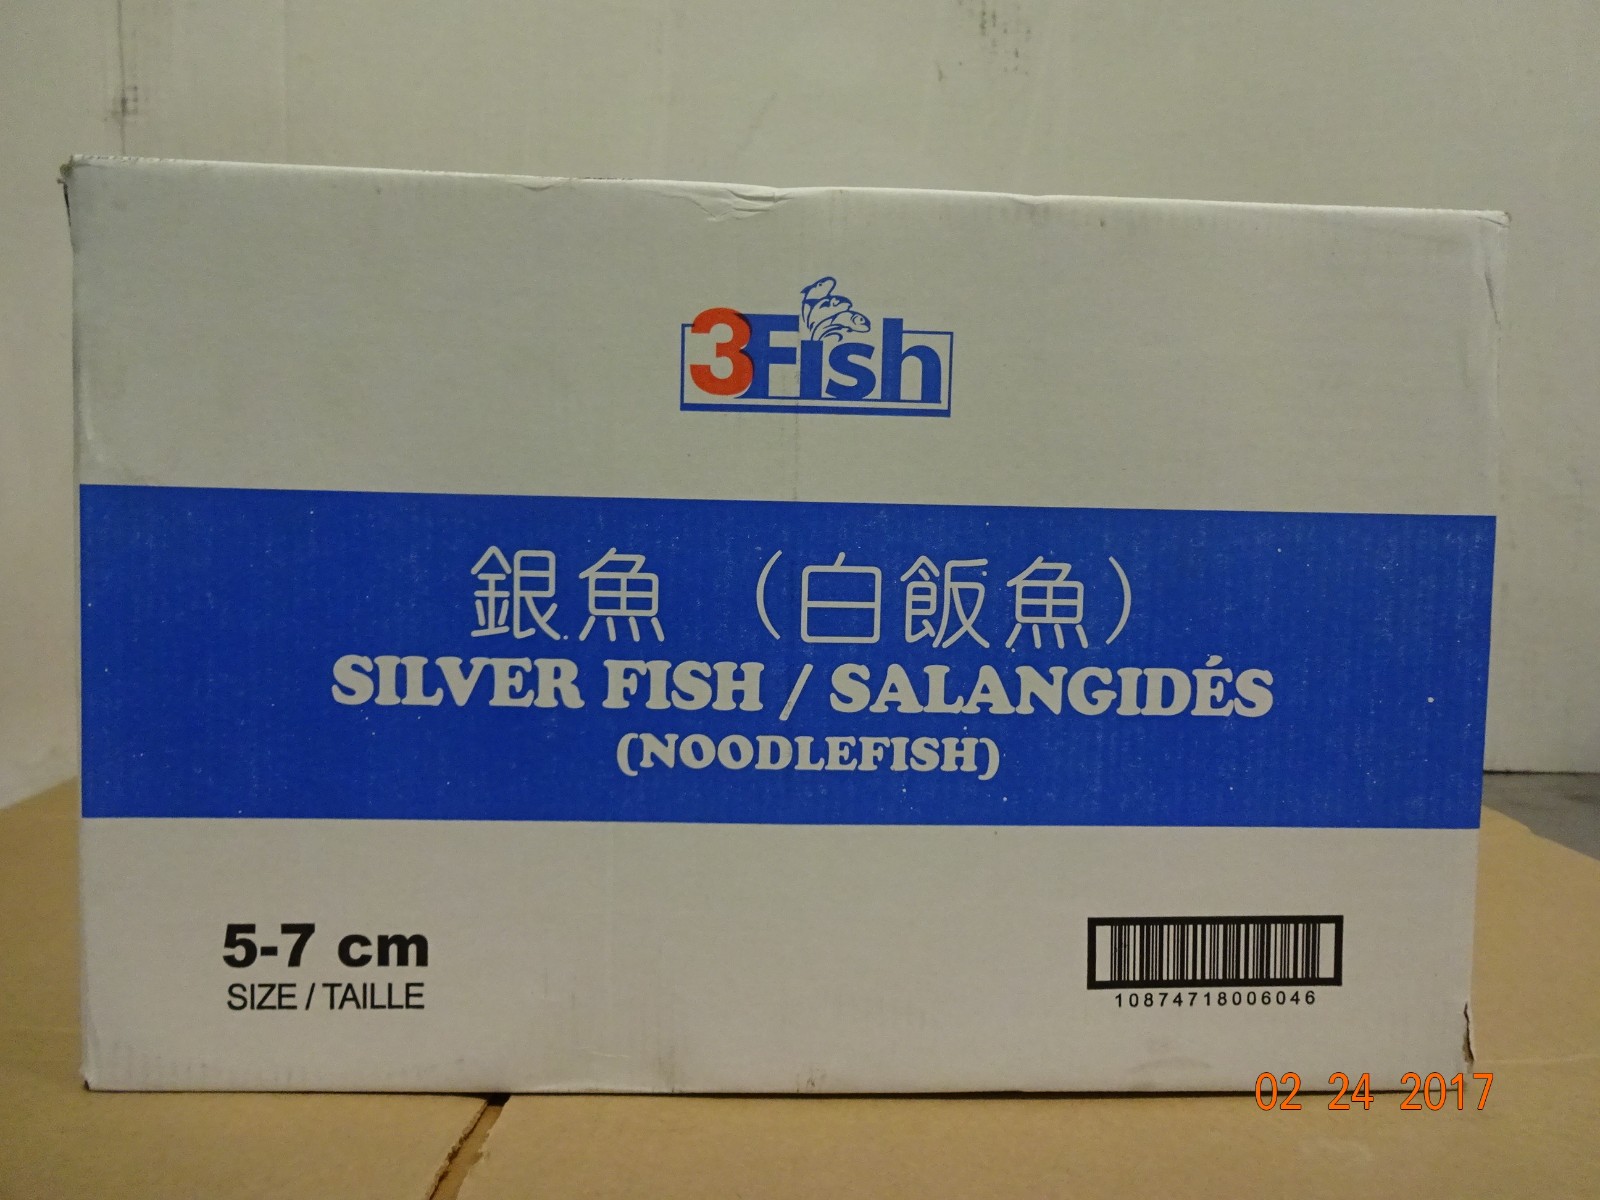 3Fish
銀魚（白飯魚）
SILVER FISH / SALANGIDÉS
(NOODLEFISH)
5-7 cm
SIZE / TAILLE
10874718006046
02 24 2017